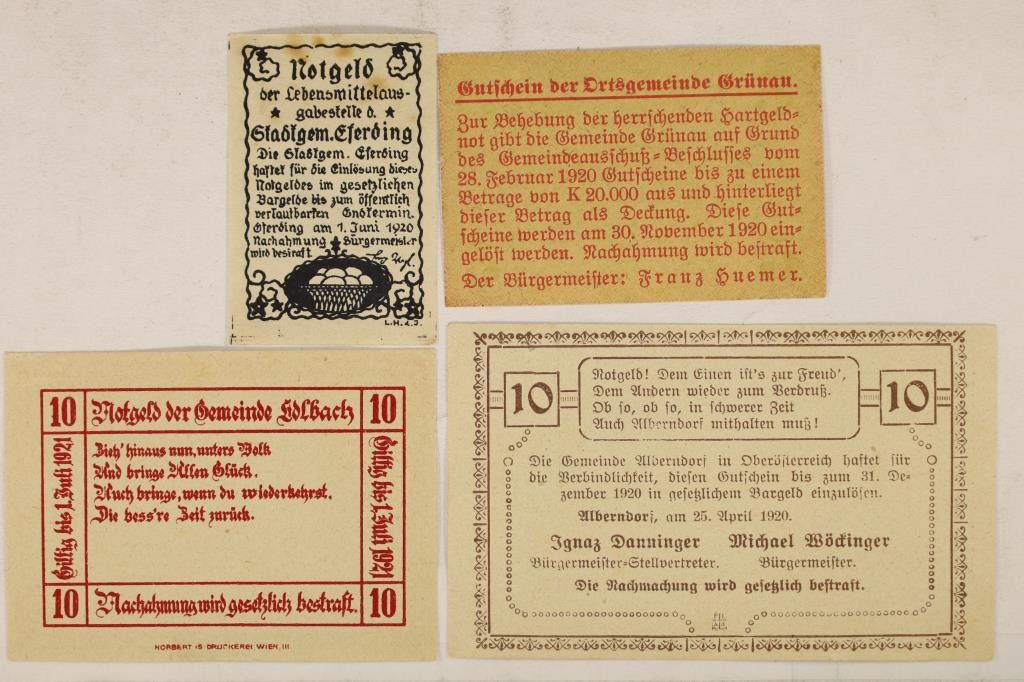 Notgeld
der Lebensmittelaus-
gabestelle d.
Stadtgem. Eferding
Die Stadtgem. Eferding
haftet für die Einlösung dieses
Notgeldes im gesetzlichen
Bargelde bis zum öffentlich
verlautbarten Endtermin.
Eferding am 1. Juni 1920
Nachahmung Bürgermeister
wird bestraft
L.H.d.J.
Gutschein der Ortsgemeinde Grünau.
Zur Behebung der herrschenden Hartgeld-
not gibt die Gemeinde Grünau auf Grund
des Gemeindeausschuß-Beschlusses vom
28. Februar 1920 Gutscheine bis zu einem
Betrage von K 20.000 aus und hinterliegt
dieser Betrag als Deckung. Diese Gut-
scheine werden am 30. November 1920 ein-
gelöst werden. Nachahmung wird bestraft.
Der Bürgermeister: Franz Huemer.
10 Notgeld der Gemeinde Edlbach 10
Gültig bis 1. Juli 1921
Zieh' hinaus nun, unters Volk
Und bringe Allen Glück.
Auch bringe, wenn du wiederkehrst.
Die bess're Zeit zurück.
Gültig bis 1. Juli 1921
10 Nachahmung wird gesetzlich bestraft. 10
DRUCKEREI WIEN, III.
10
Notgeld! Dem Einen ist's zur Freud',
Dem Andern wieder zum Verdruß.
Ob so, ob so, in schwerer Zeit
Auch Alberndorf mithalten muß!
10
Die Gemeinde Alberndorf in Oberösterreich haftet für
die Verbindlichkeit, diesen Gutschein bis zum 31. De-
zember 1920 in gesetzlichem Bargeld einzulösen.
Alberndorf, am 25. April 1920.
Ignaz Danninger Michael Wöckinger
Bürgermeister-Stellvertreter. Bürgermeister.
Die Nachmachung wird gesetzlich bestraft.